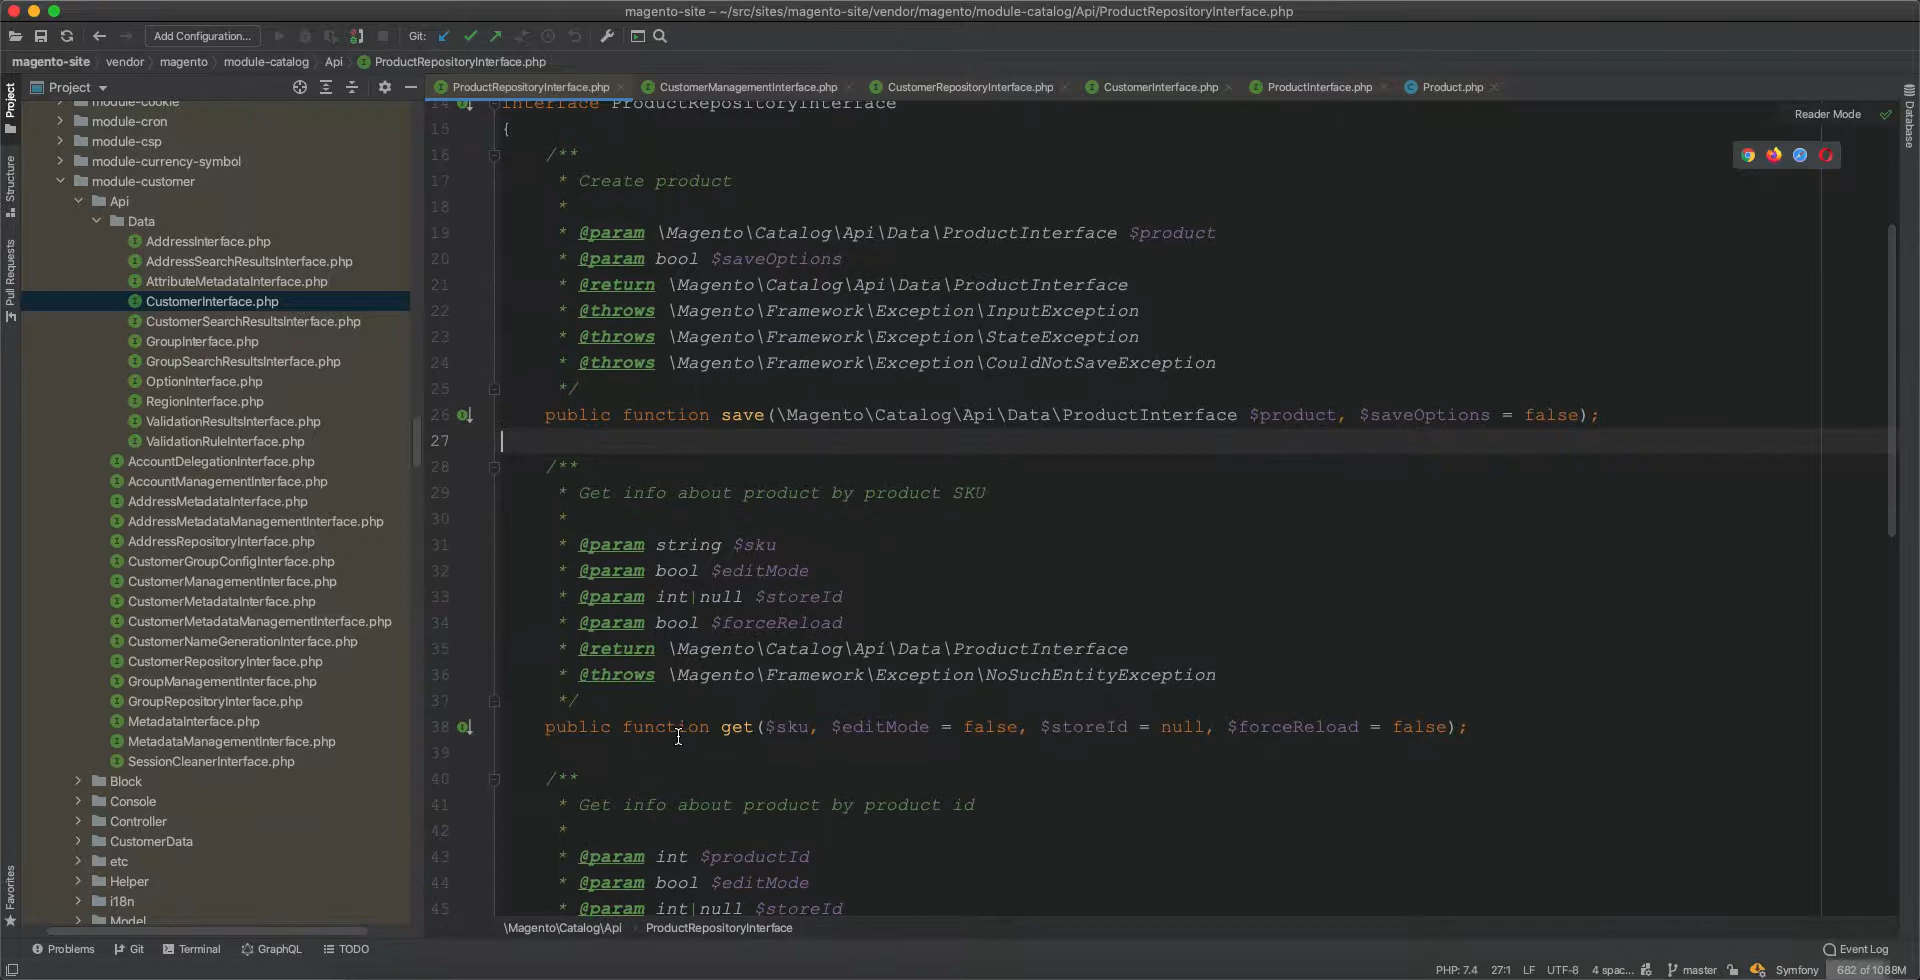 magento-site – ~/src/sites/magento-site/vendor/magento/module-catalog/Api/ProductRepositoryInterface.php
Add Configuration...
Git:
magento-site
vendor
magento
module-catalog
Api
ProductRepositoryInterface.php
Project
ProductRepositoryInterface.php
CustomerManagementInterface.php
CustomerRepositoryInterface.php
CustomerInterface.php
ProductInterface.php
Product.php
Project
Structure
Pull Requests
Favorites
module-cookie
module-cron
module-csp
module-currency-symbol
module-customer
Api
Data
AddressInterface.php
AddressSearchResultsInterface.php
AttributeMetadataInterface.php
CustomerInterface.php
CustomerSearchResultsInterface.php
GroupInterface.php
GroupSearchResultsInterface.php
OptionInterface.php
RegionInterface.php
ValidationResultsInterface.php
ValidationRuleInterface.php
AccountDelegationInterface.php
AccountManagementInterface.php
AddressMetadataInterface.php
AddressMetadataManagementInterface.php
AddressRepositoryInterface.php
CustomerGroupConfigInterface.php
CustomerManagementInterface.php
CustomerMetadataInterface.php
CustomerMetadataManagementInterface.php
CustomerNameGenerationInterface.php
CustomerRepositoryInterface.php
GroupManagementInterface.php
GroupRepositoryInterface.php
MetadataInterface.php
MetadataManagementInterface.php
SessionCleanerInterface.php
Block
Console
Controller
CustomerData
etc
Helper
i18n
Model
Reader Mode
Database
14 interface ProductRepositoryInterface
15 {
16 /**
17 * Create product
18 *
19 * @param \Magento\Catalog\Api\Data\ProductInterface $product
20 * @param bool $saveOptions
21 * @return \Magento\Catalog\Api\Data\ProductInterface
22 * @throws \Magento\Framework\Exception\InputException
23 * @throws \Magento\Framework\Exception\StateException
24 * @throws \Magento\Framework\Exception\CouldNotSaveException
25 */
26 public function save(\Magento\Catalog\Api\Data\ProductInterface $product, $saveOptions = false);
27
28 /**
29 * Get info about product by product SKU
30 *
31 * @param string $sku
32 * @param bool $editMode
33 * @param int|null $storeId
34 * @param bool $forceReload
35 * @return \Magento\Catalog\Api\Data\ProductInterface
36 * @throws \Magento\Framework\Exception\NoSuchEntityException
37 */
38 public function get($sku, $editMode = false, $storeId = null, $forceReload = false);
39
40 /**
41 * Get info about product by product id
42 *
43 * @param int $productId
44 * @param bool $editMode
45 * @param int|null $storeId
\Magento\Catalog\Api
ProductRepositoryInterface
Problems
Git
Terminal
GraphQL
TODO
Event Log
PHP: 7.4
27:1
LF
UTF-8
4 spac...
master
Symfony
682 of 1088M